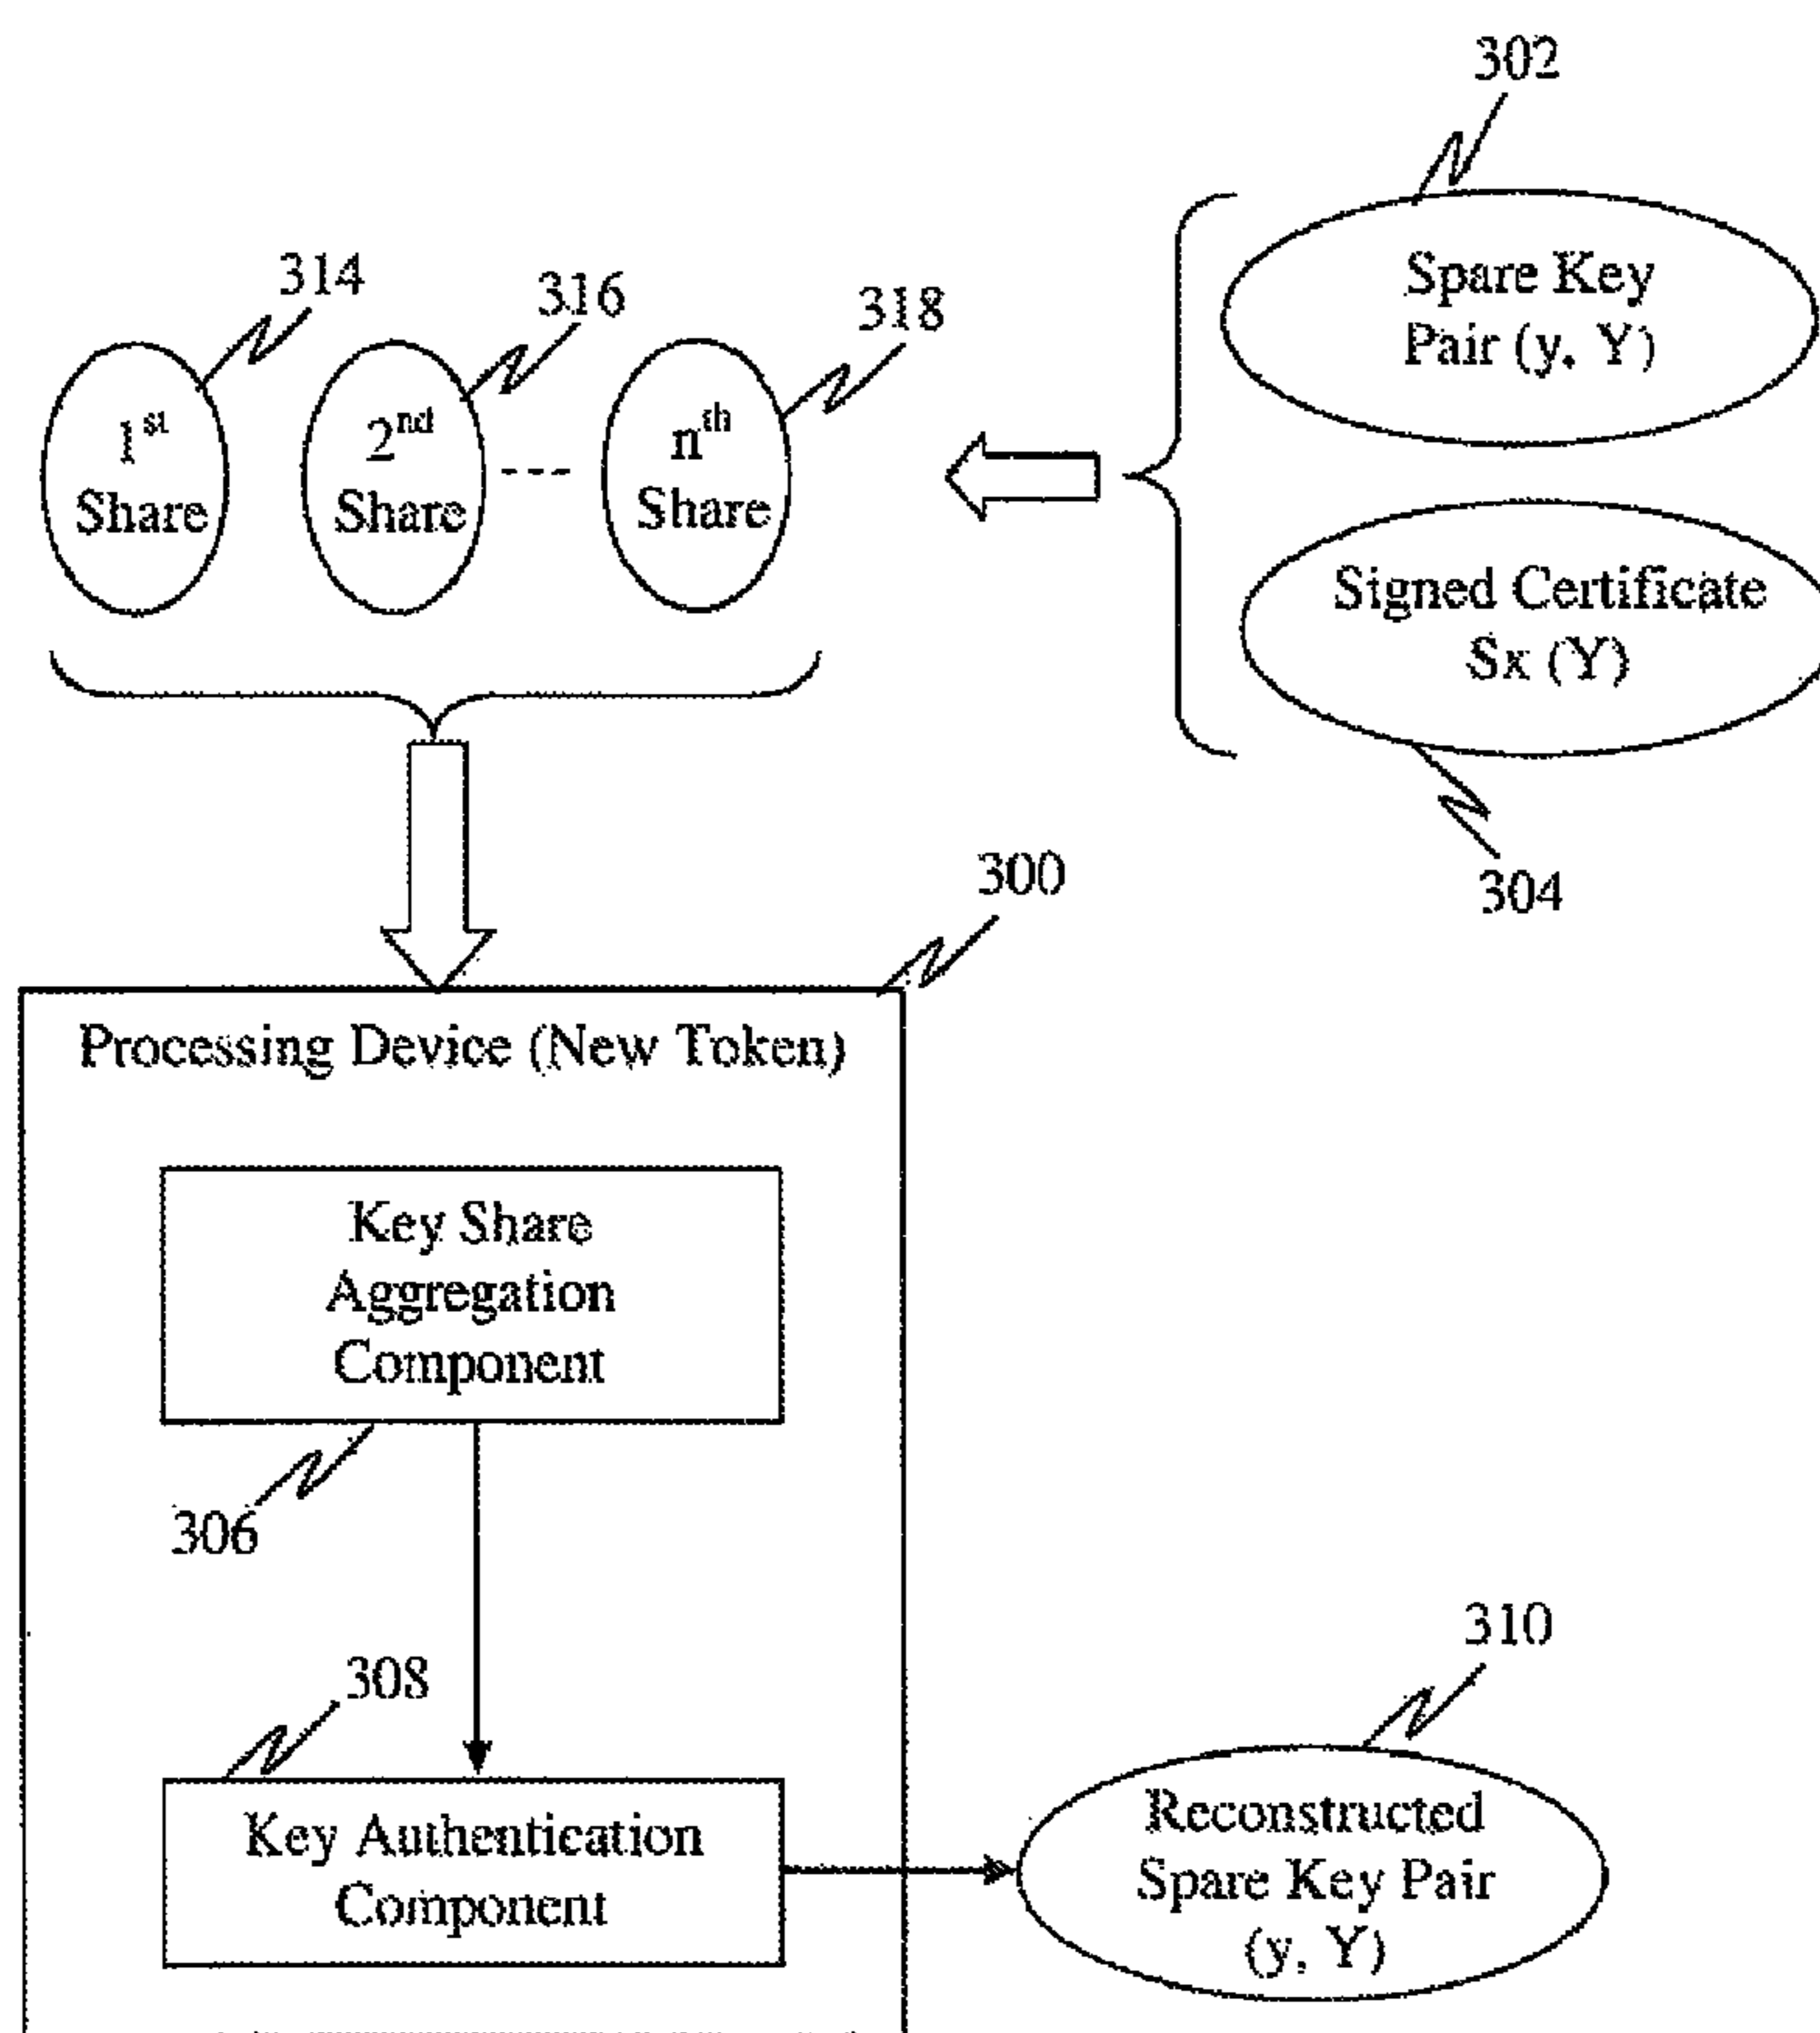 302
Spare Key
Pair (y, Y)
314
316
318
1st
Share
2nd
Share
---
nth
Share
Signed Certificate
Sx (Y)
304
300
Processing Device (New Token)
Key Share
Aggregation
Component
306
308
Key Authentication
Component
310
Reconstructed
Spare Key Pair
(y, Y)